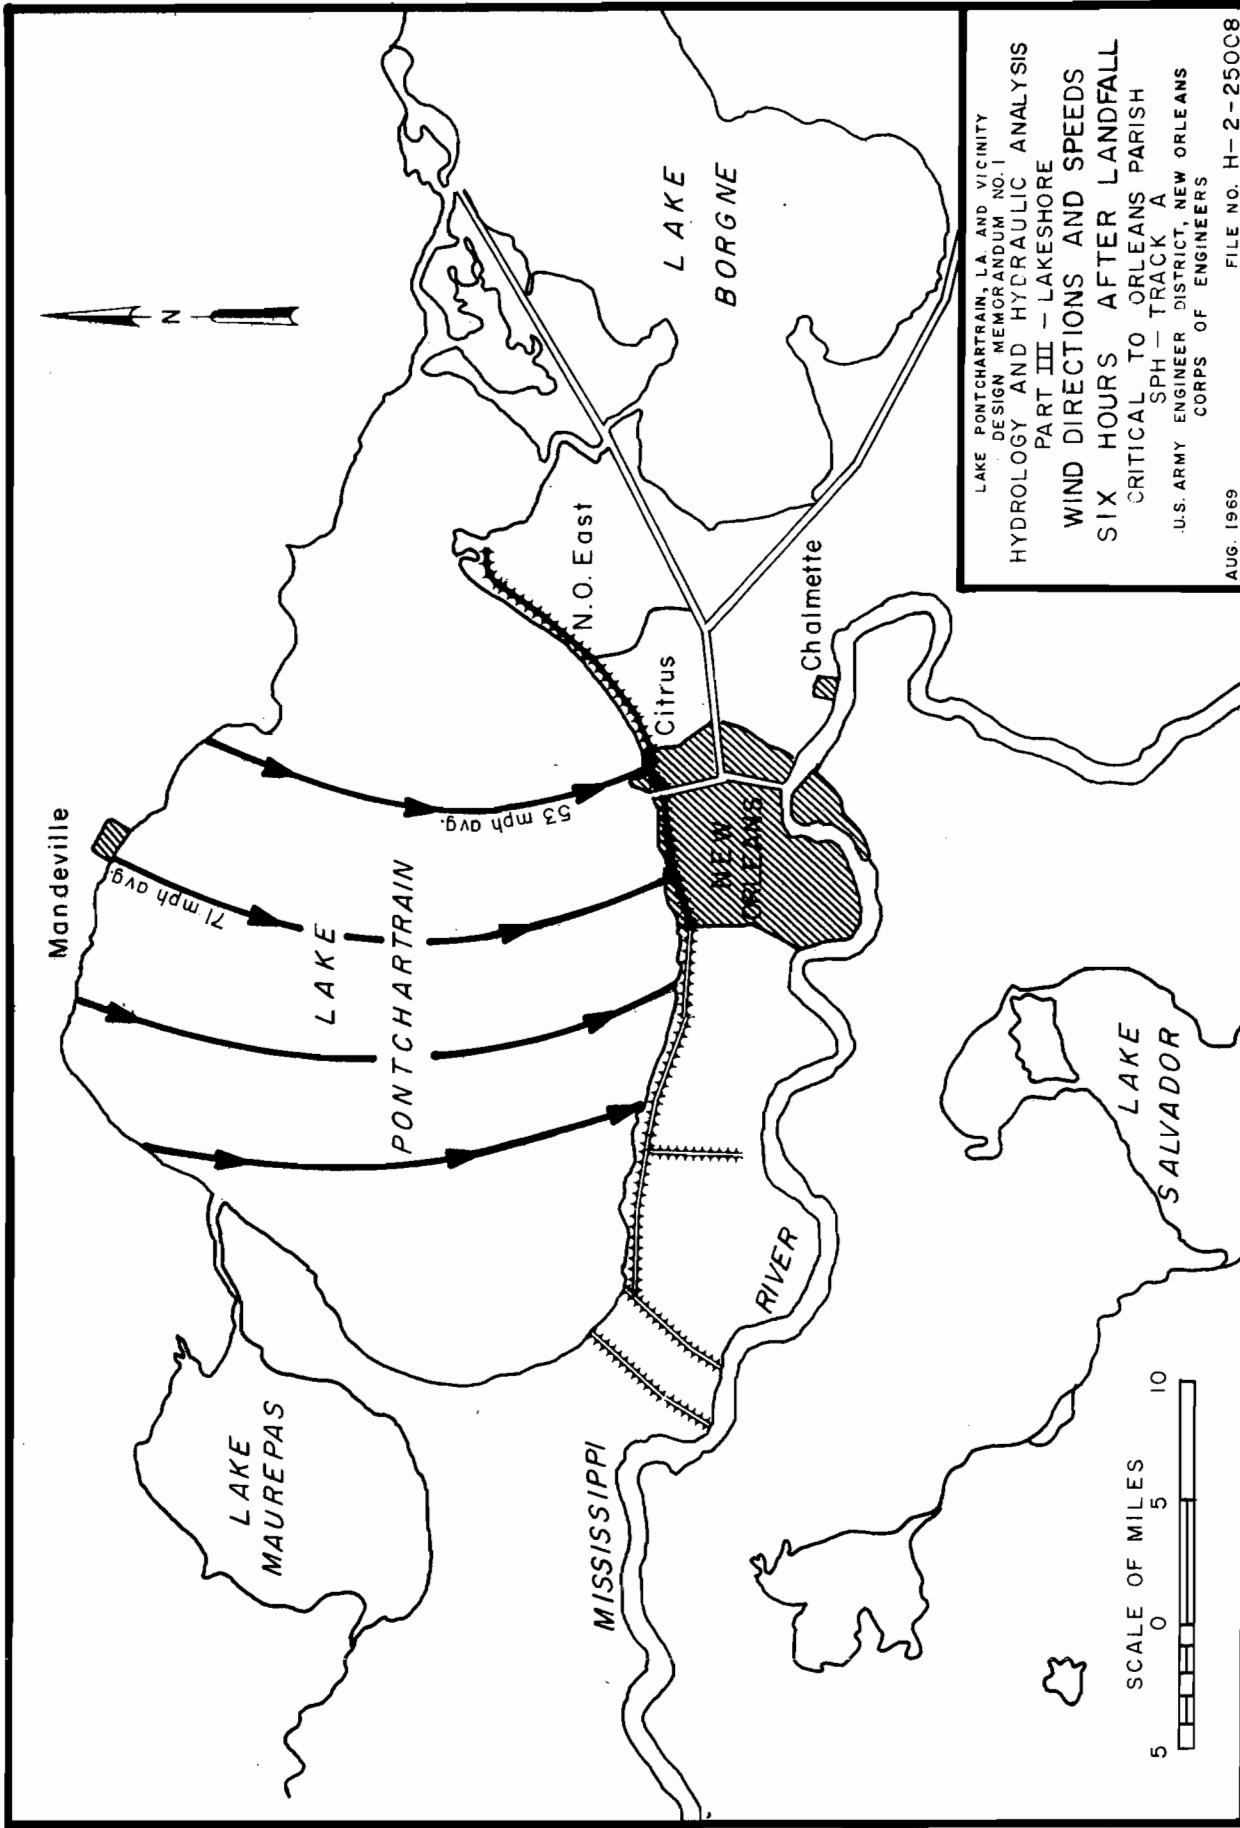 Mandeville
71 mph avg.
53 mph avg.
N
LAKE
PONTCHARTRAIN
LAKE
MAUREPAS
LAKE
BORGNE
N.O. East
Citrus
NEW
ORLEANS
Chalmette
MISSISSIPPI
RIVER
LAKE
SALVADOR
SCALE OF MILES
5 0 5 10
LAKE PONTCHARTRAIN, LA. AND VICINITY
DESIGN MEMORANDUM NO. 1
HYDROLOGY AND HYDRAULIC ANALYSIS
PART III - LAKESHORE
WIND DIRECTIONS AND SPEEDS
SIX HOURS AFTER LANDFALL
CRITICAL TO ORLEANS PARISH
SPH - TRACK A
U.S. ARMY ENGINEER DISTRICT, NEW ORLEANS
CORPS OF ENGINEERS
AUG. 1969 FILE NO. H-2-25008